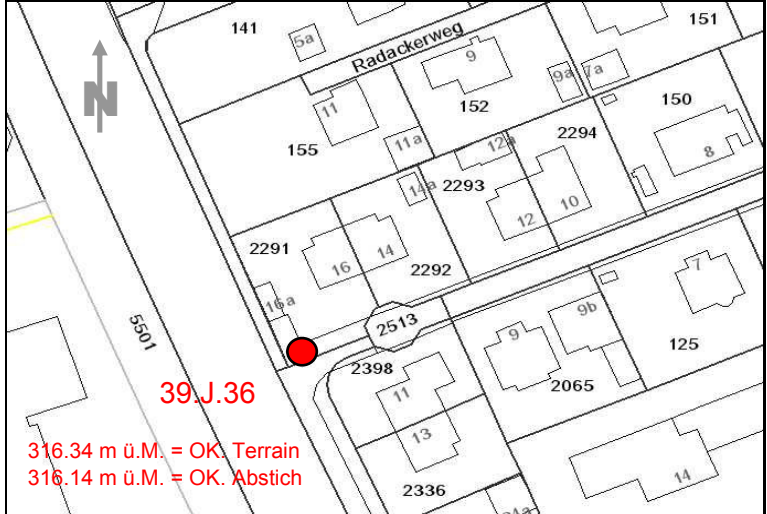 141
5a
Radackerweg
151
N
9
9a
7a
152
150
11
155
11a
12a
2294
8
14a
2293
10
12
2291
16
14
2292
16a
2513
7
5501
9
9b
125
2398
11
2065
39.J.36
13
316.34 m ü.M. = OK. Terrain
316.14 m ü.M. = OK. Abstich
14
2336